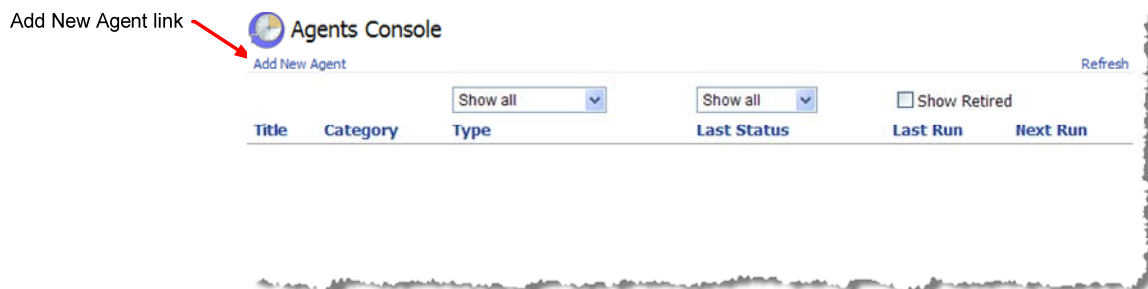 Add New Agent link
Agents Console
Add New Agent Refresh
Show all Show all Show Retired
Title Category Type Last Status Last Run Next Run